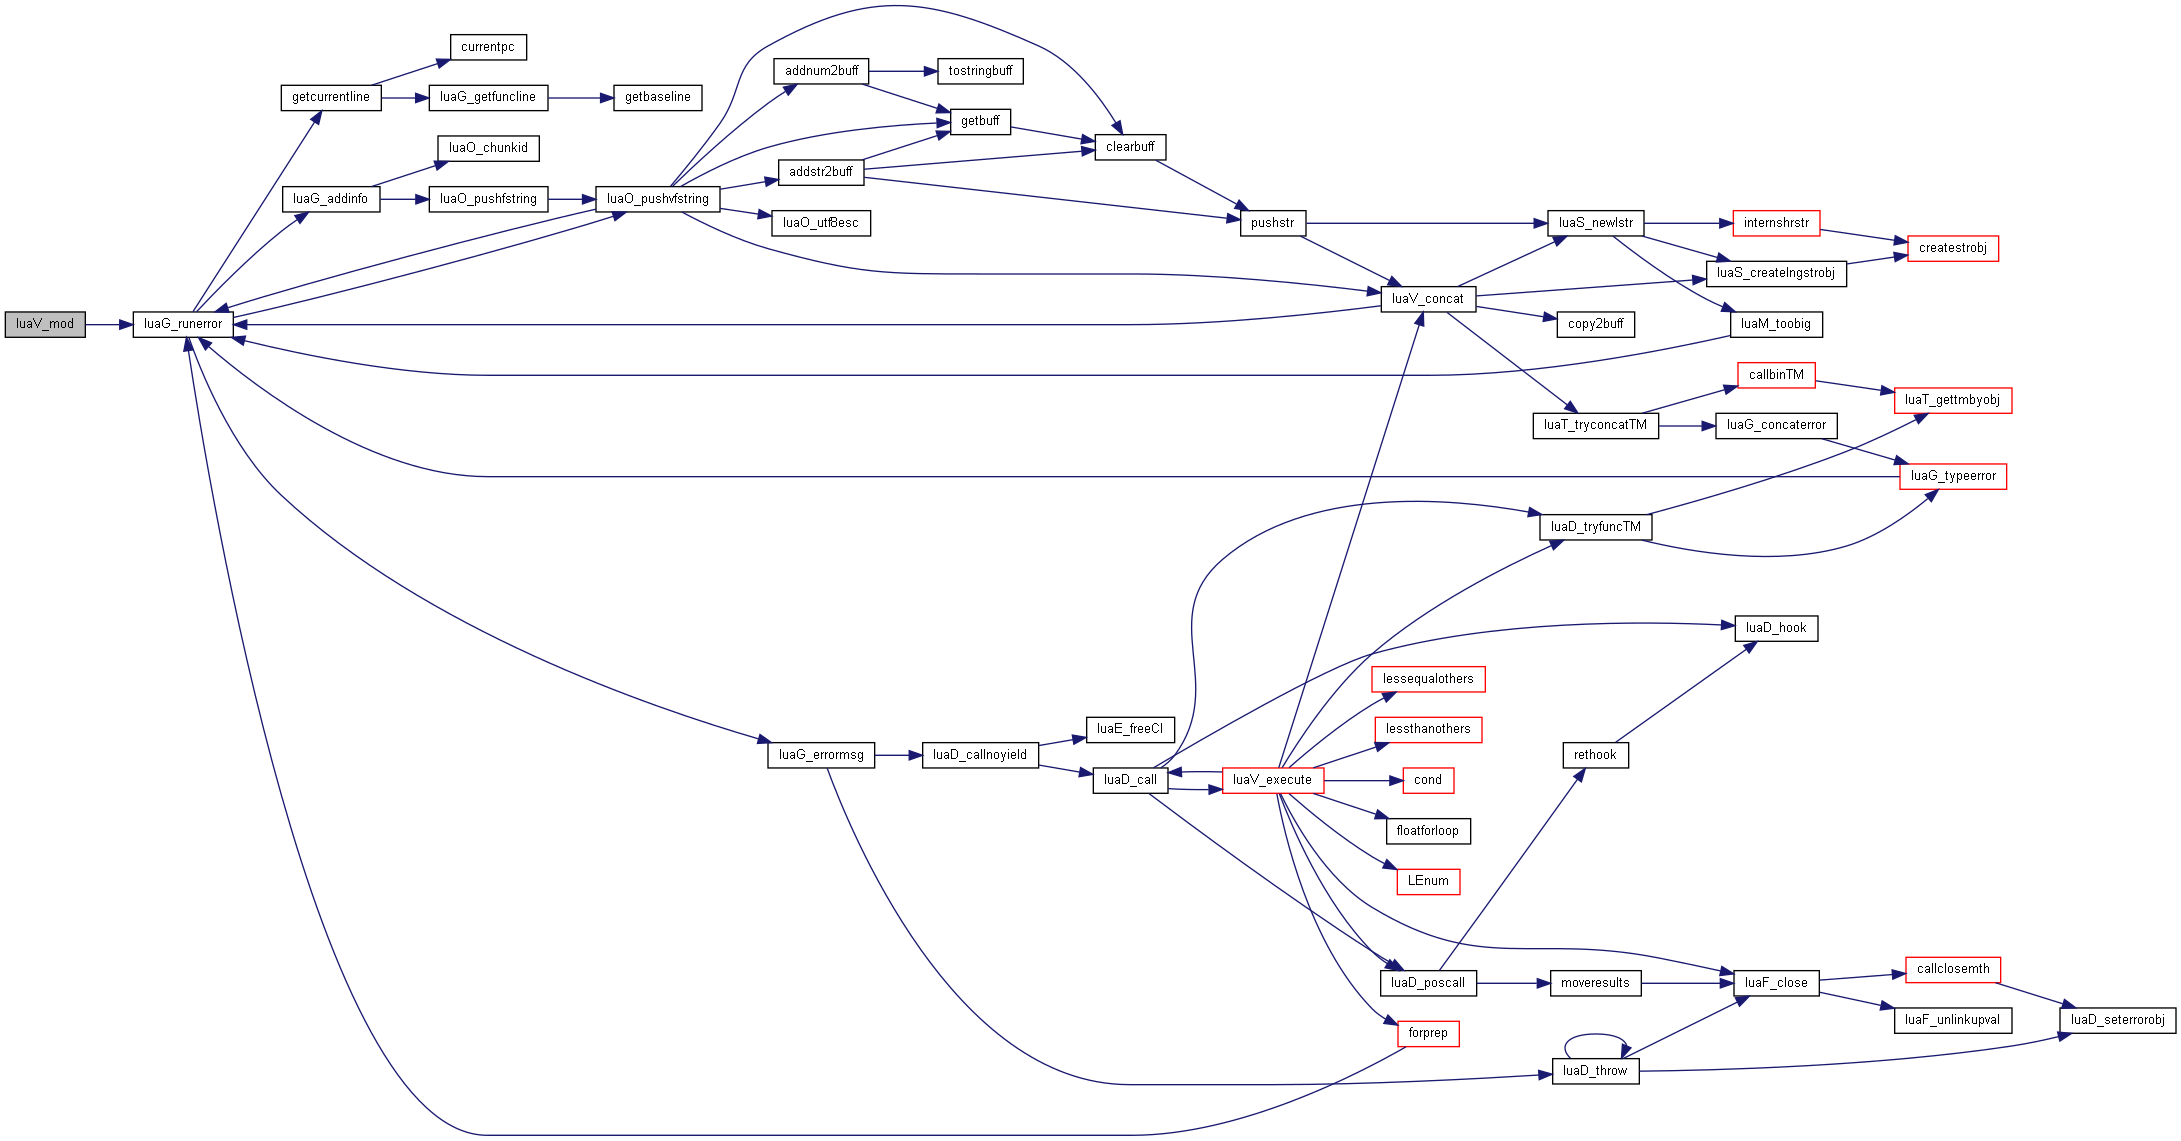 currentpc
addnum2buff
tostringbuff
getcurrentline
luaG_getfuncline
getbaseline
getbuff
luaO_chunkid
clearbuff
addstr2buff
luaG_addinfo
luaO_pushfstring
luaO_pushvfstring
luaO_utf8esc
pushstr
luaS_newlstr
internshrstr
createstrobj
luaS_createlngstrobj
luaV_concat
luaV_mod
luaG_runerror
copy2buff
luaM_toobig
callbinTM
luaT_gettmbyobj
luaT_tryconcatTM
luaG_concaterror
luaG_typeerror
luaD_tryfuncTM
luaD_hook
lessequalothers
luaE_freeCI
lessthanothers
luaG_errormsg
luaD_callnoyield
rethook
luaD_call
luaV_execute
cond
floatforloop
LEnum
callclosemth
luaD_poscall
moveresults
luaF_close
luaF_unlinkupval
luaD_seterrorobj
forprep
luaD_throw